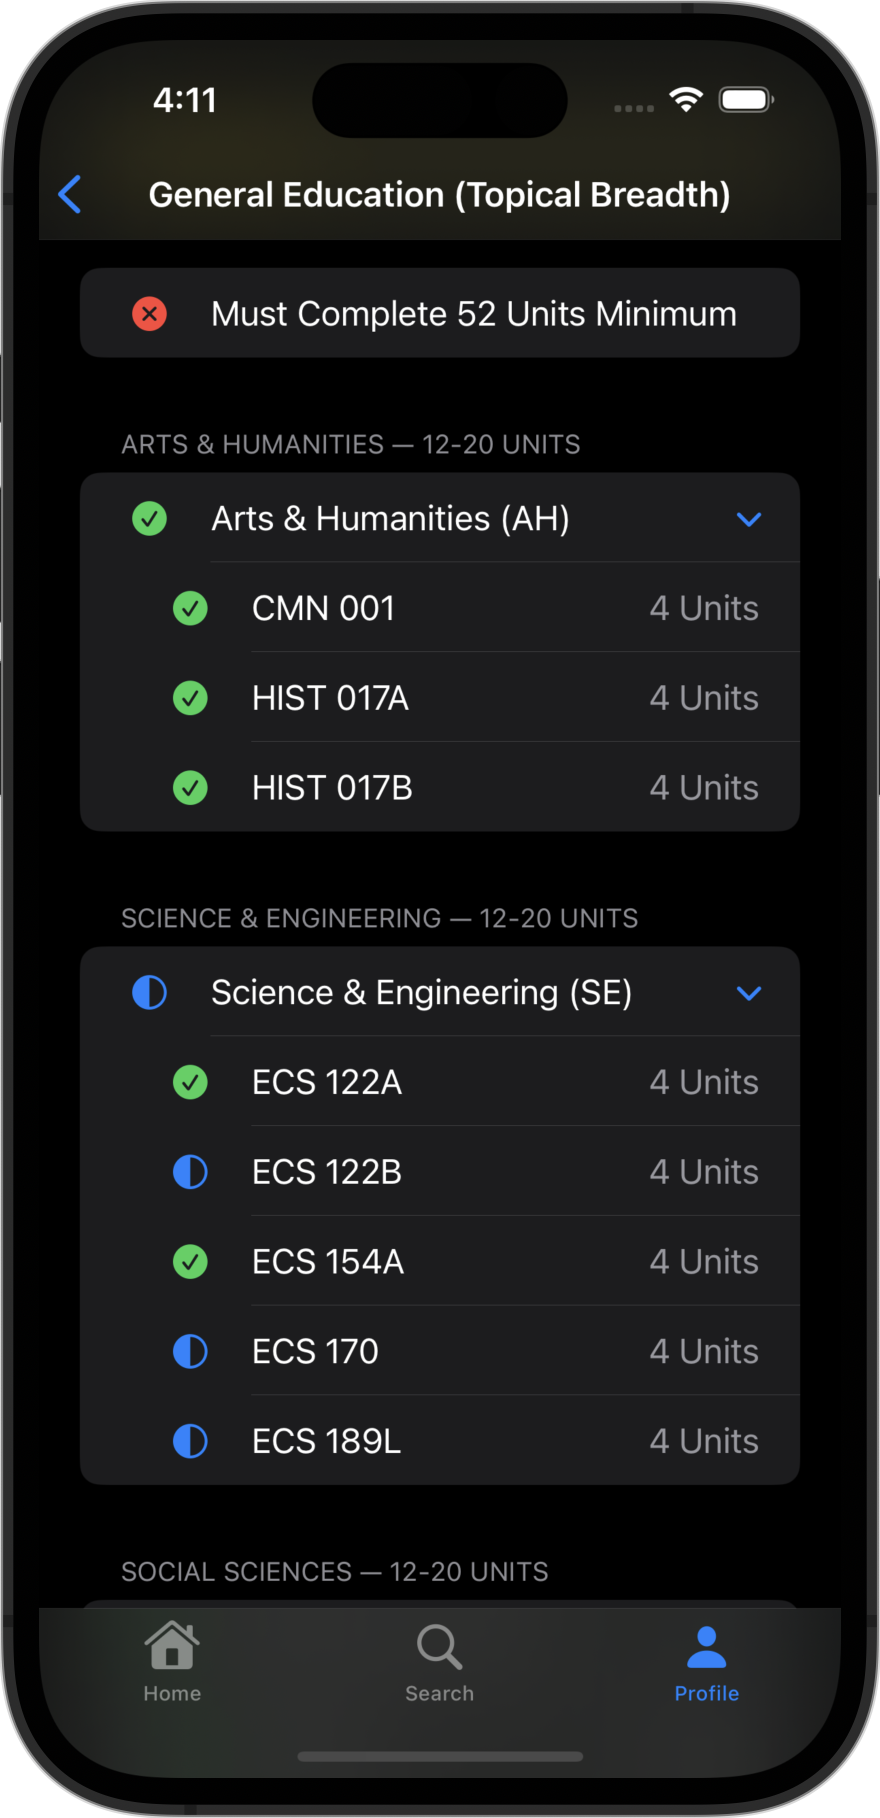 4:11
General Education (Topical Breadth)
Must Complete 52 Units Minimum
ARTS & HUMANITIES — 12-20 UNITS
Arts & Humanities (AH)
CMN 001 4 Units
HIST 017A 4 Units
HIST 017B 4 Units
SCIENCE & ENGINEERING — 12-20 UNITS
Science & Engineering (SE)
ECS 122A 4 Units
ECS 122B 4 Units
ECS 154A 4 Units
ECS 170 4 Units
ECS 189L 4 Units
SOCIAL SCIENCES — 12-20 UNITS
Home Search Profile